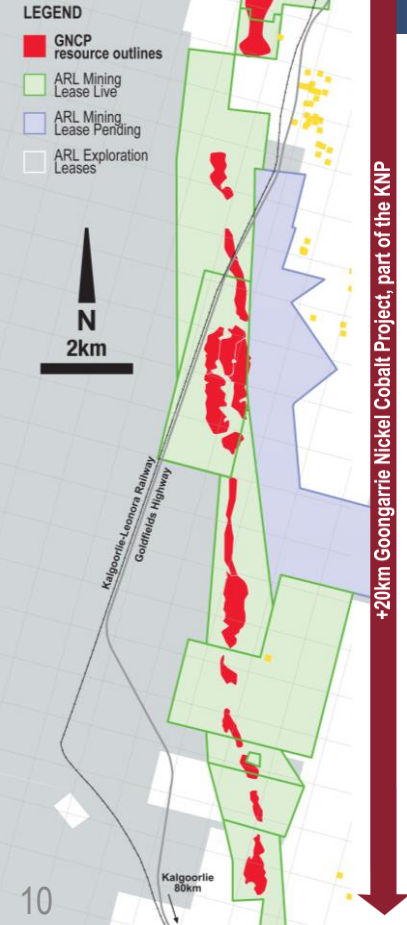 LEGEND
GNCP
resource outlines
ARL Mining
Lease Live
ARL Mining
Lease Pending
ARL Exploration
Leases
N
2km
Kalgoorlie-Leonora Railway
Goldfields Highway
+20km Goongarrie Nickel Cobalt Project, part of the KNP
Kalgoorlie
80km
10